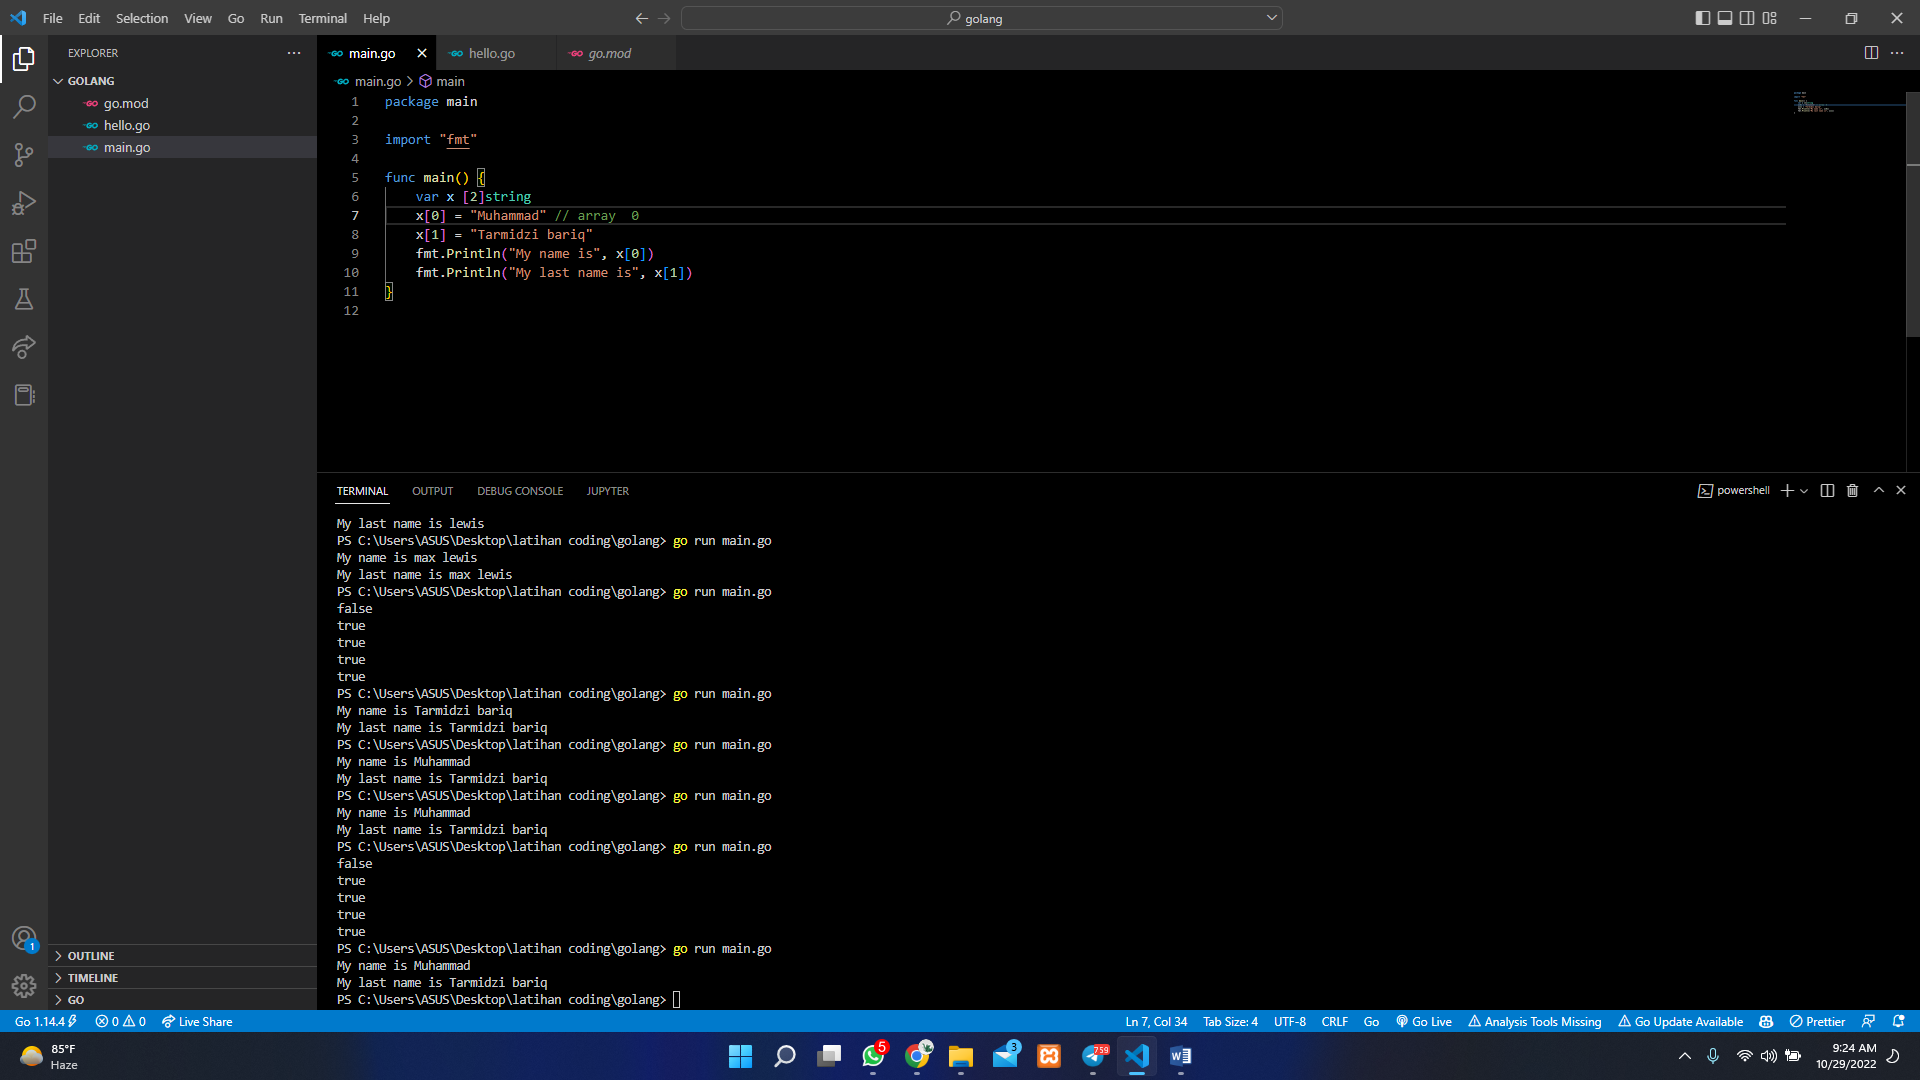 File Edit Selection View Go Run Terminal Help
golang
EXPLORER
GOLANG
go.mod
hello.go
main.go
main.go hello.go go.mod
main.go > main
1 package main
2
3 import "fmt"
4
5 func main() {
6 var x [2]string
7 x[0] = "Muhammad" // array  0
8 x[1] = "Tarmidzi bariq"
9 fmt.Println("My name is", x[0])
10 fmt.Println("My last name is", x[1])
11 }
12
TERMINAL OUTPUT DEBUG CONSOLE JUPYTER
powershell
My last name is lewis
PS C:\Users\ASUS\Desktop\latihan coding\golang> go run main.go
My name is max lewis
My last name is max lewis
PS C:\Users\ASUS\Desktop\latihan coding\golang> go run main.go
false
true
true
true
true
PS C:\Users\ASUS\Desktop\latihan coding\golang> go run main.go
My name is Tarmidzi bariq
My last name is Tarmidzi bariq
PS C:\Users\ASUS\Desktop\latihan coding\golang> go run main.go
My name is Muhammad
My last name is Tarmidzi bariq
PS C:\Users\ASUS\Desktop\latihan coding\golang> go run main.go
My name is Muhammad
My last name is Tarmidzi bariq
PS C:\Users\ASUS\Desktop\latihan coding\golang> go run main.go
false
true
true
true
true
PS C:\Users\ASUS\Desktop\latihan coding\golang> go run main.go
My name is Muhammad
My last name is Tarmidzi bariq
PS C:\Users\ASUS\Desktop\latihan coding\golang>
1
OUTLINE
TIMELINE
GO
Go 1.14.4 0 0 Live Share
Ln 7, Col 34 Tab Size: 4 UTF-8 CRLF Go Go Live Analysis Tools Missing Go Update Available Prettier
85°F
Haze
5 3 759
9:24 AM
10/29/2022